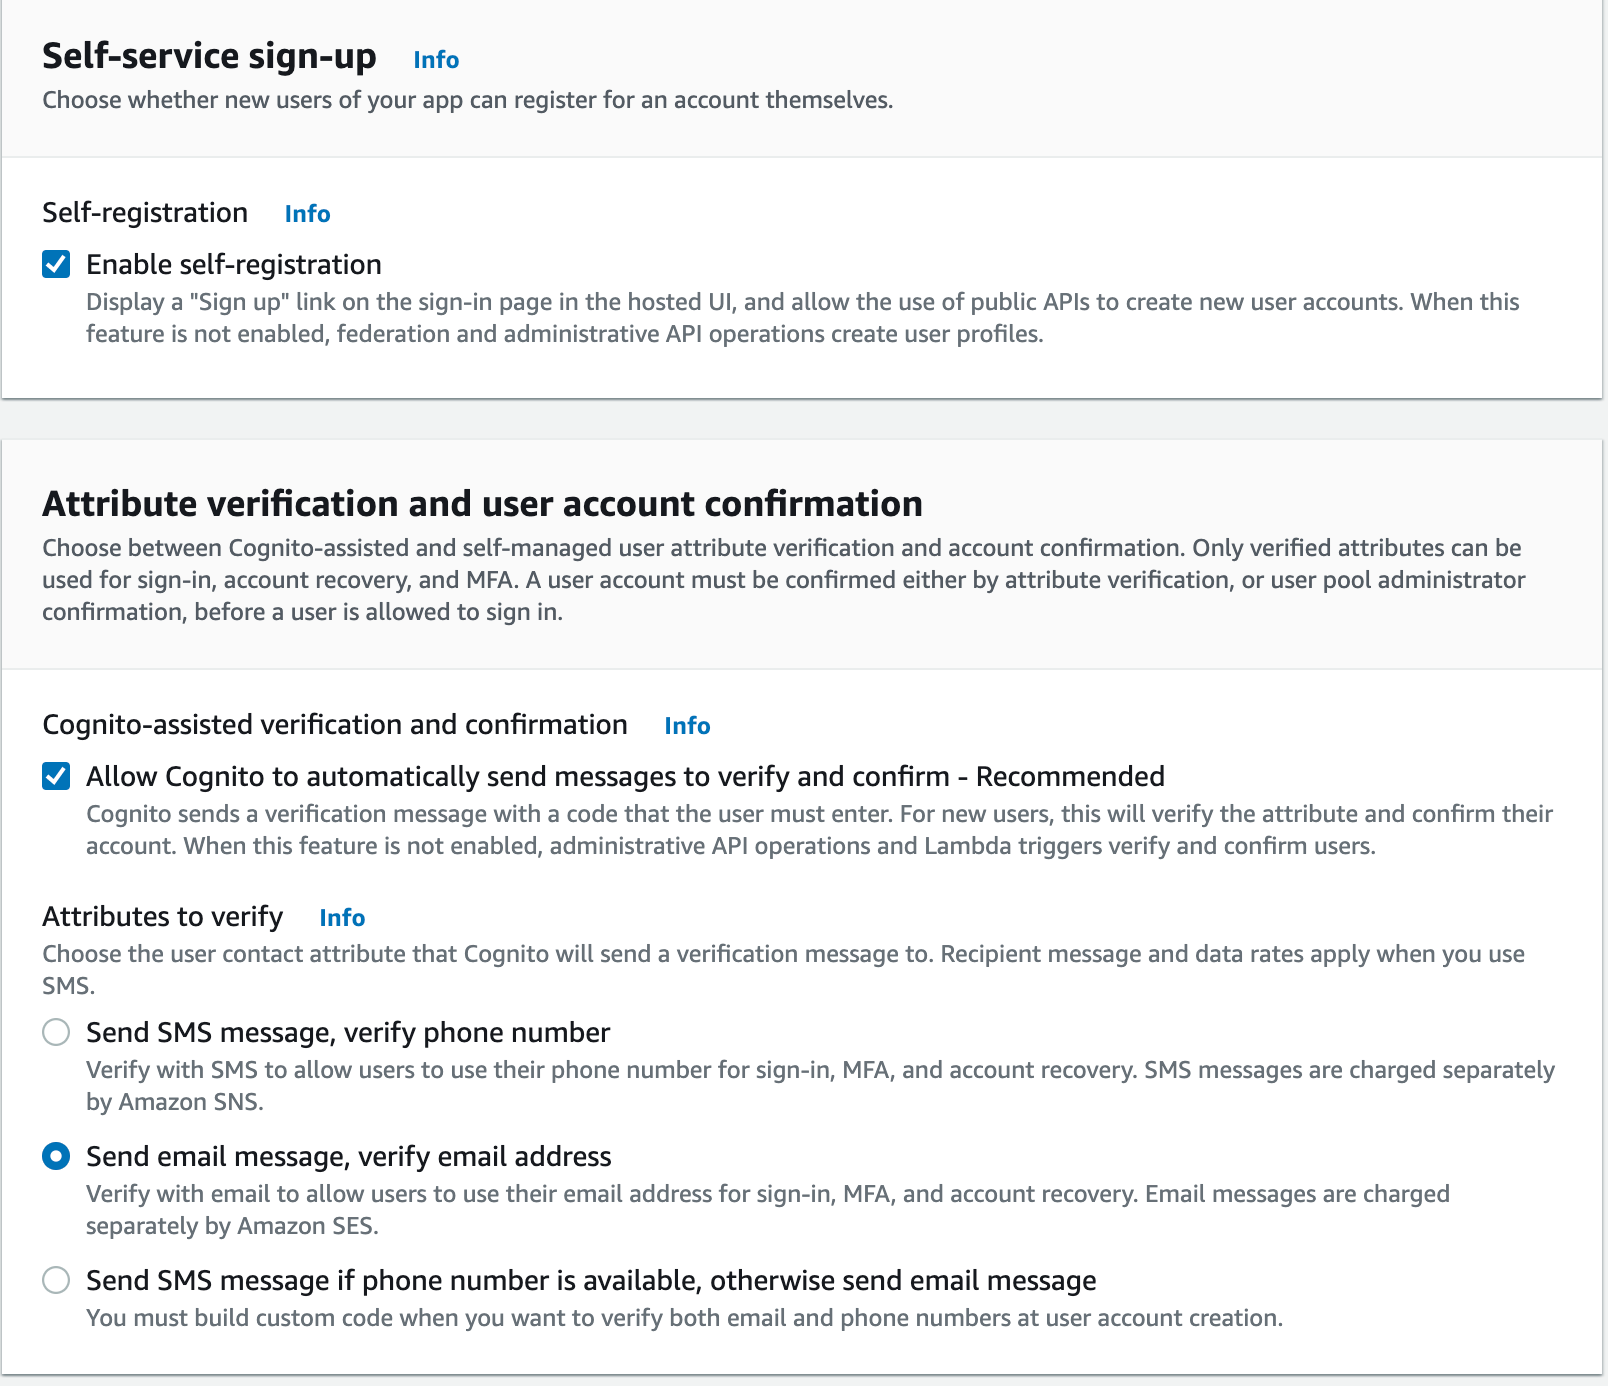 Self-service sign-up Info
Choose whether new users of your app can register for an account themselves.
Self-registration Info
Enable self-registration
Display a "Sign up" link on the sign-in page in the hosted UI, and allow the use of public APIs to create new user accounts. When this
feature is not enabled, federation and administrative API operations create user profiles.
Attribute verification and user account confirmation
Choose between Cognito-assisted and self-managed user attribute verification and account confirmation. Only verified attributes can be
used for sign-in, account recovery, and MFA. A user account must be confirmed either by attribute verification, or user pool administrator
confirmation, before a user is allowed to sign in.
Cognito-assisted verification and confirmation Info
Allow Cognito to automatically send messages to verify and confirm - Recommended
Cognito sends a verification message with a code that the user must enter. For new users, this will verify the attribute and confirm their
account. When this feature is not enabled, administrative API operations and Lambda triggers verify and confirm users.
Attributes to verify Info
Choose the user contact attribute that Cognito will send a verification message to. Recipient message and data rates apply when you use
SMS.
Send SMS message, verify phone number
Verify with SMS to allow users to use their phone number for sign-in, MFA, and account recovery. SMS messages are charged separately
by Amazon SNS.
Send email message, verify email address
Verify with email to allow users to use their email address for sign-in, MFA, and account recovery. Email messages are charged
separately by Amazon SES.
Send SMS message if phone number is available, otherwise send email message
You must build custom code when you want to verify both email and phone numbers at user account creation.